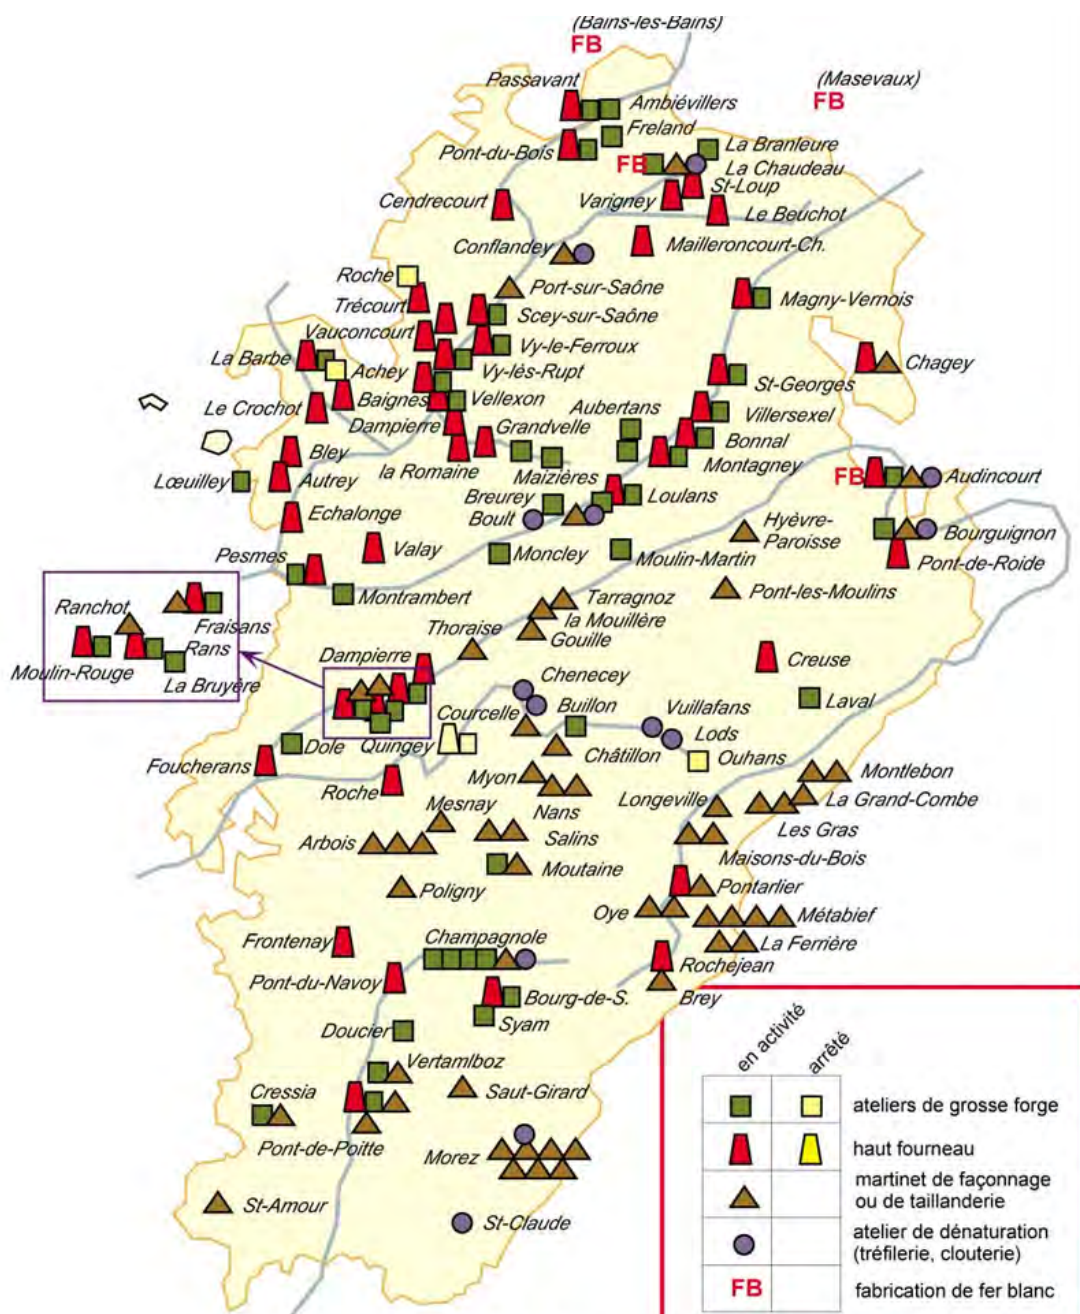 (Bains-les-Bains)
FB
Passavant
(Masevaux)
FB
Ambiévillers
Freland
Pont-du-Bois
La Branleure
FB
La Chaudeau
St-Loup
Cendrecourt
Varigney
Le Beuchot
Conflandey
Mailleroncourt-Ch.
Roche
Port-sur-Saône
Trécourt
Magny-Vernois
Scey-sur-Saône
Vauconcourt
Vy-le-Ferroux
La Barbe
Achey
Vy-lès-Rupt
Chagey
St-Georges
Le Crochot
Baignes
Vellexon
Aubertans
Villersexel
Dampierre
Grandvelle
Bonnal
Bley
la Romaine
Maizières
Montagney
Lœuilley
Autrey
FB
Audincourt
Breurey
Loulans
Echalonge
Boult
Hyèvre-
Paroisse
Bourguignon
Pesmes
Valay
Moncley
Moulin-Martin
Pont-de-Roide
Montrambert
Pont-les-Moulins
Ranchot
Fraisans
Tarragnoz
la Mouillère
Thoraise
Gouille
Rans
Moulin-Rouge
La Bruyère
Dampierre
Creuse
Chenecey
Courcelle
Buillon
Vuillafans
Laval
Lods
Dole
Quingey
Châtillon
Ouhans
Foucherans
Roche
Myon
Montlebon
Mesnay
Nans
Longeville
La Grand-Combe
Arbois
Salins
Les Gras
Moutaine
Maisons-du-Bois
Poligny
Pontarlier
Oye
Métabief
Frontenay
Champagnole
La Ferrière
Pont-du-Navoy
Rochejean
Bourg-de-S.
Brey
Syam
Doucier
Vertamlboz
Cressia
Saut-Girard
Pont-de-Poitte
Morez
St-Amour
St-Claude
en activité
arrêté
ateliers de grosse forge
haut fourneau
martinet de façonnage
ou de taillanderie
atelier de dénaturation
(tréfilerie, clouterie)
FB
fabrication de fer blanc